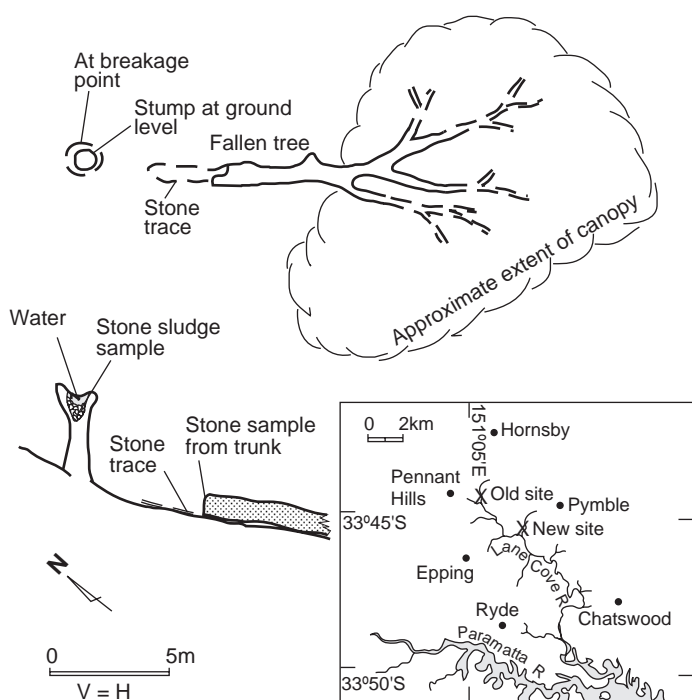 At breakage
point
Stump at ground
level
Fallen tree
Stone
trace
Approximate extent of canopy
Water
Stone sludge
sample
Stone
trace
Stone sample
from trunk
N
0 5m
V = H
0 2km
151°05'E
Hornsby
Pennant
Hills
X Old site
Pymble
33°45'S
X New site
Lane Cove R
Epping
Ryde
Chatswood
Paramatta R
33°50'S